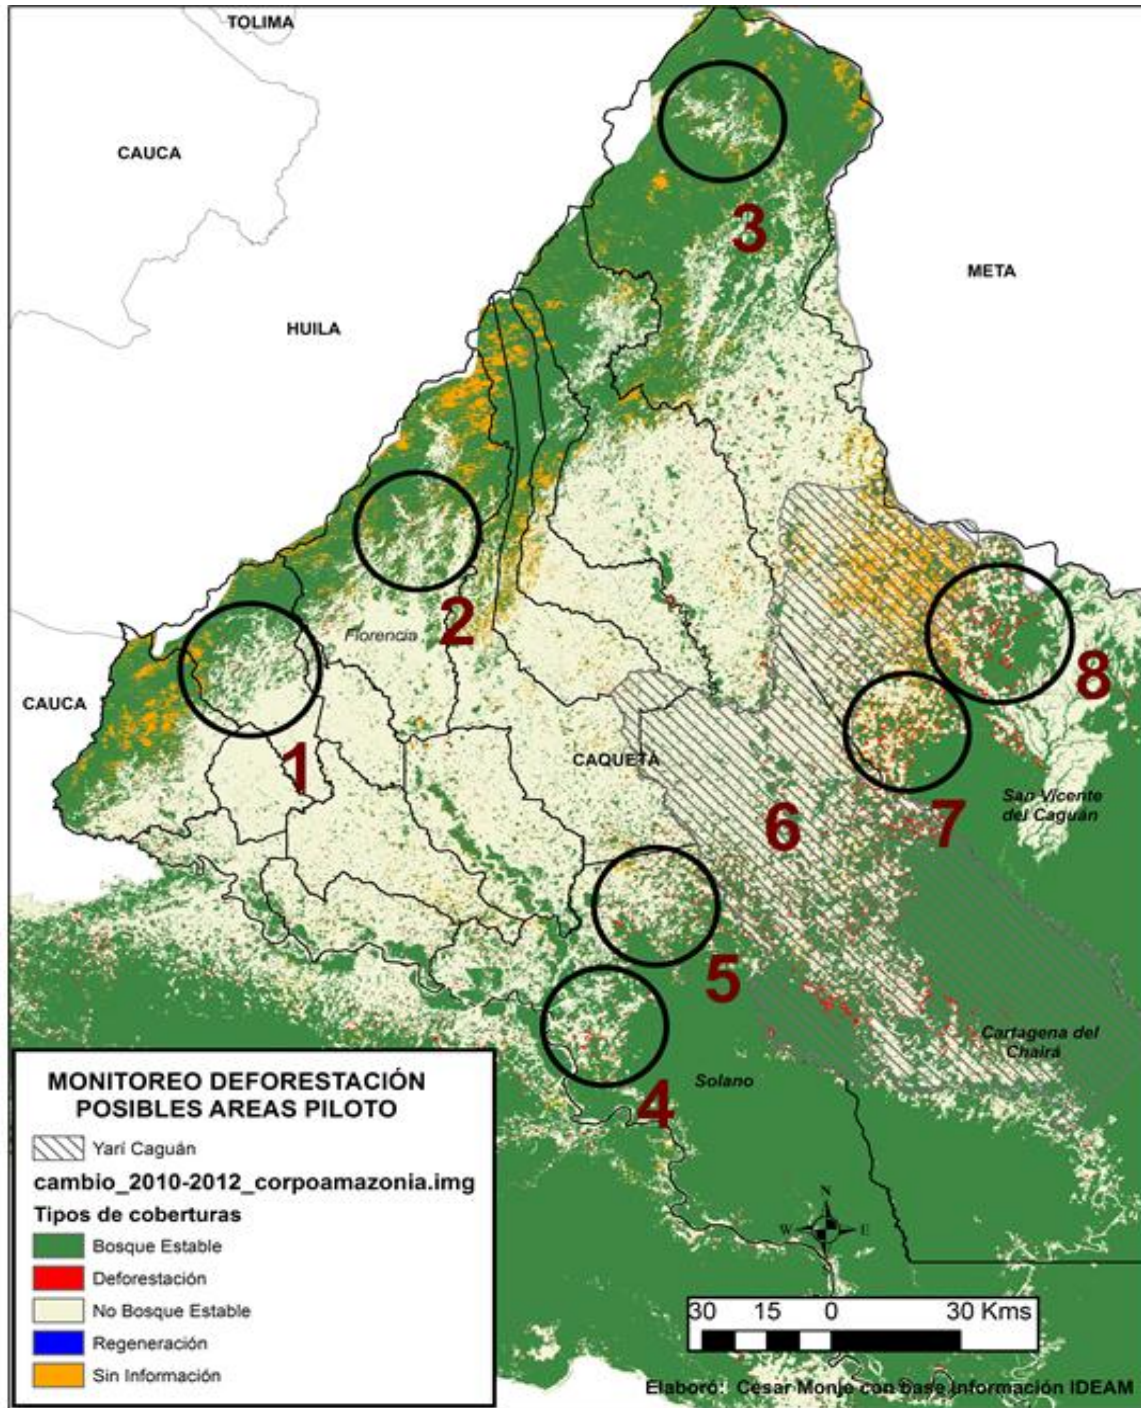 TOLIMA
CAUCA
3
META
HUILA
Florencia
2
8
CAUCA
1
CAQUETÁ
6
San Vicente
del Caguán
7
5
Cartagena del
Chairá
Solano
4
MONITOREO DEFORESTACIÓN
POSIBLES AREAS PILOTO
Yarí Caguán
cambio_2010-2012_corpoamazonia.img
Tipos de coberturas
Bosque Estable
Deforestación
No Bosque Estable
Regeneración
Sin Información
N
W E
S
30 15 0 30 Kms
Elaboró: César Monje con base Información IDEAM